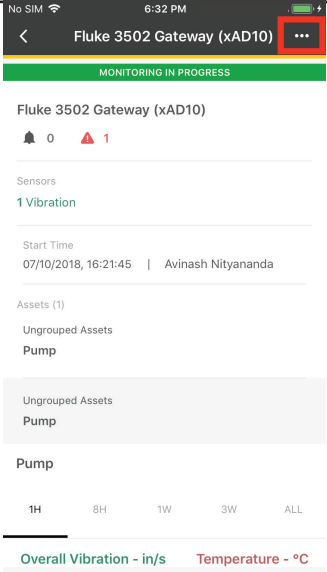 No SIM 6:32 PM
Fluke 3502 Gateway (xAD10) •••
MONITORING IN PROGRESS
Fluke 3502 Gateway (xAD10)
0 1
Sensors
1 Vibration
Start Time
07/10/2018, 16:21:45 | Avinash Nityananda
Assets (1)
Ungrouped Assets
Pump
Ungrouped Assets
Pump
Pump
1H 8H 1W 3W ALL
Overall Vibration - in/s Temperature - °C